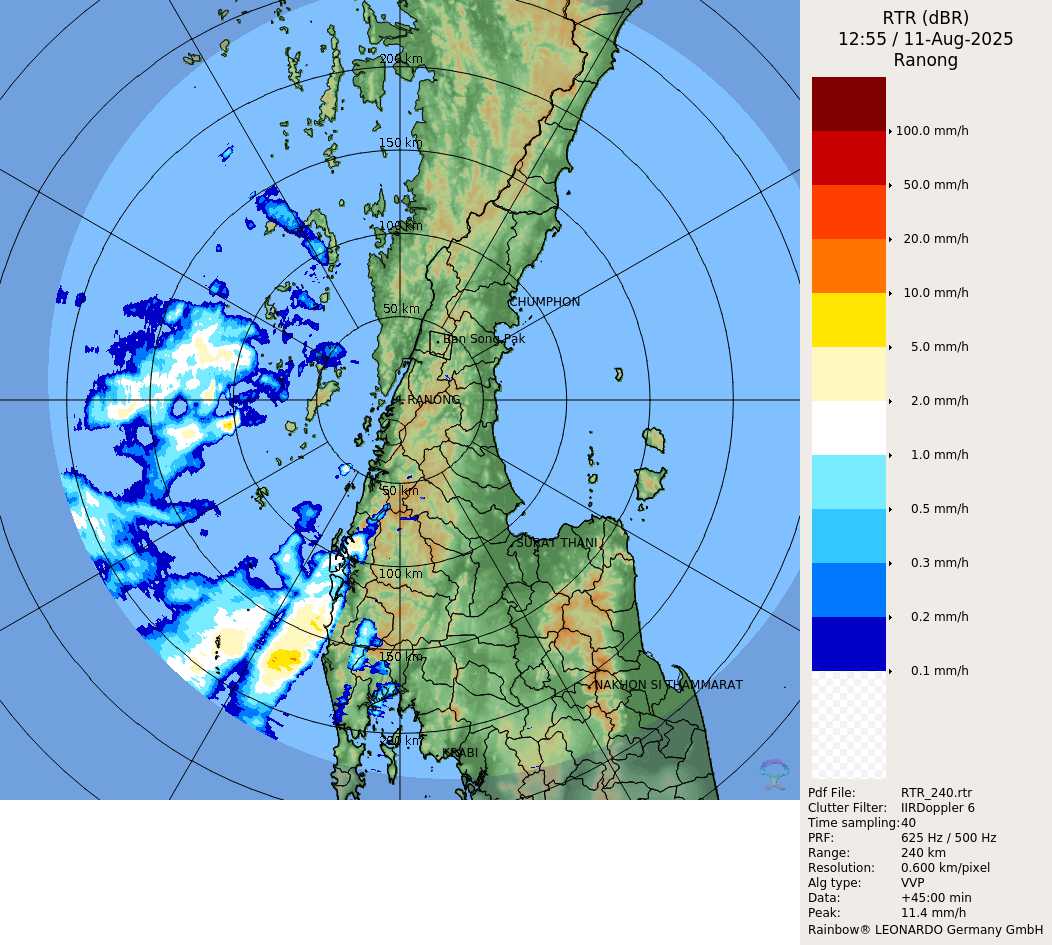 RTR (dBR)
12:55 / 11-Aug-2025
Ranong
100.0 mm/h
50.0 mm/h
20.0 mm/h
10.0 mm/h
5.0 mm/h
2.0 mm/h
1.0 mm/h
0.5 mm/h
0.3 mm/h
0.2 mm/h
0.1 mm/h
200 km
150 km
100 km
50 km
CHUMPHON
Ban Song Pak
RANONG
50 km
SURAT THANI
100 km
150 km
NAKHON SI THAMMARAT
200 km
KRABI
Pdf File: RTR_240.rtr
Clutter Filter: IIRDoppler 6
Time sampling: 40
PRF: 625 Hz / 500 Hz
Range: 240 km
Resolution: 0.600 km/pixel
Alg type: VVP
Data: +45:00 min
Peak: 11.4 mm/h
Rainbow® LEONARDO Germany GmbH